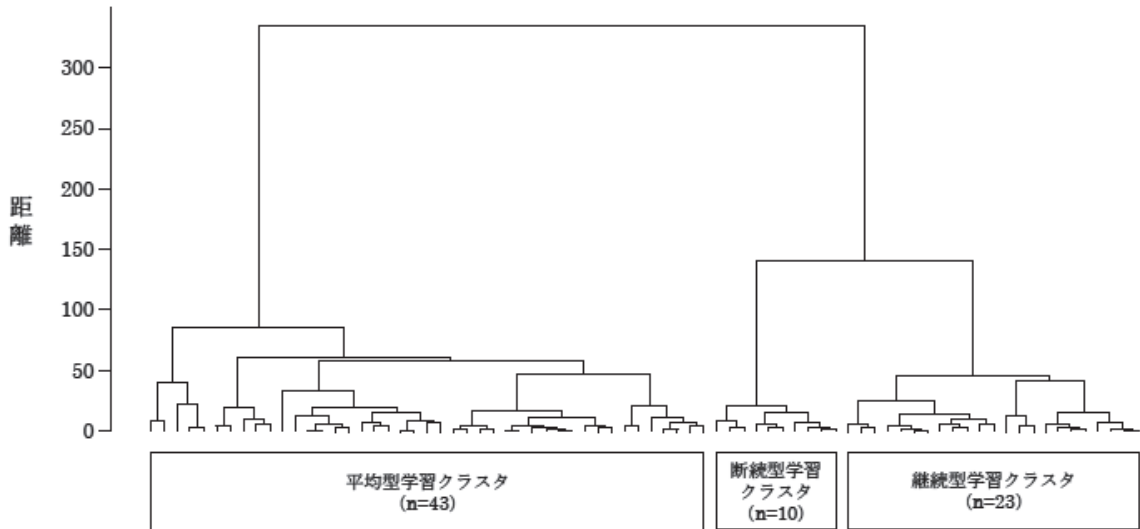 300
250
200
150
100
50
0
距離
平均型学習クラスタ
(n=43)
断続型学習
クラスタ
(n=10)
継続型学習クラスタ
(n=23)